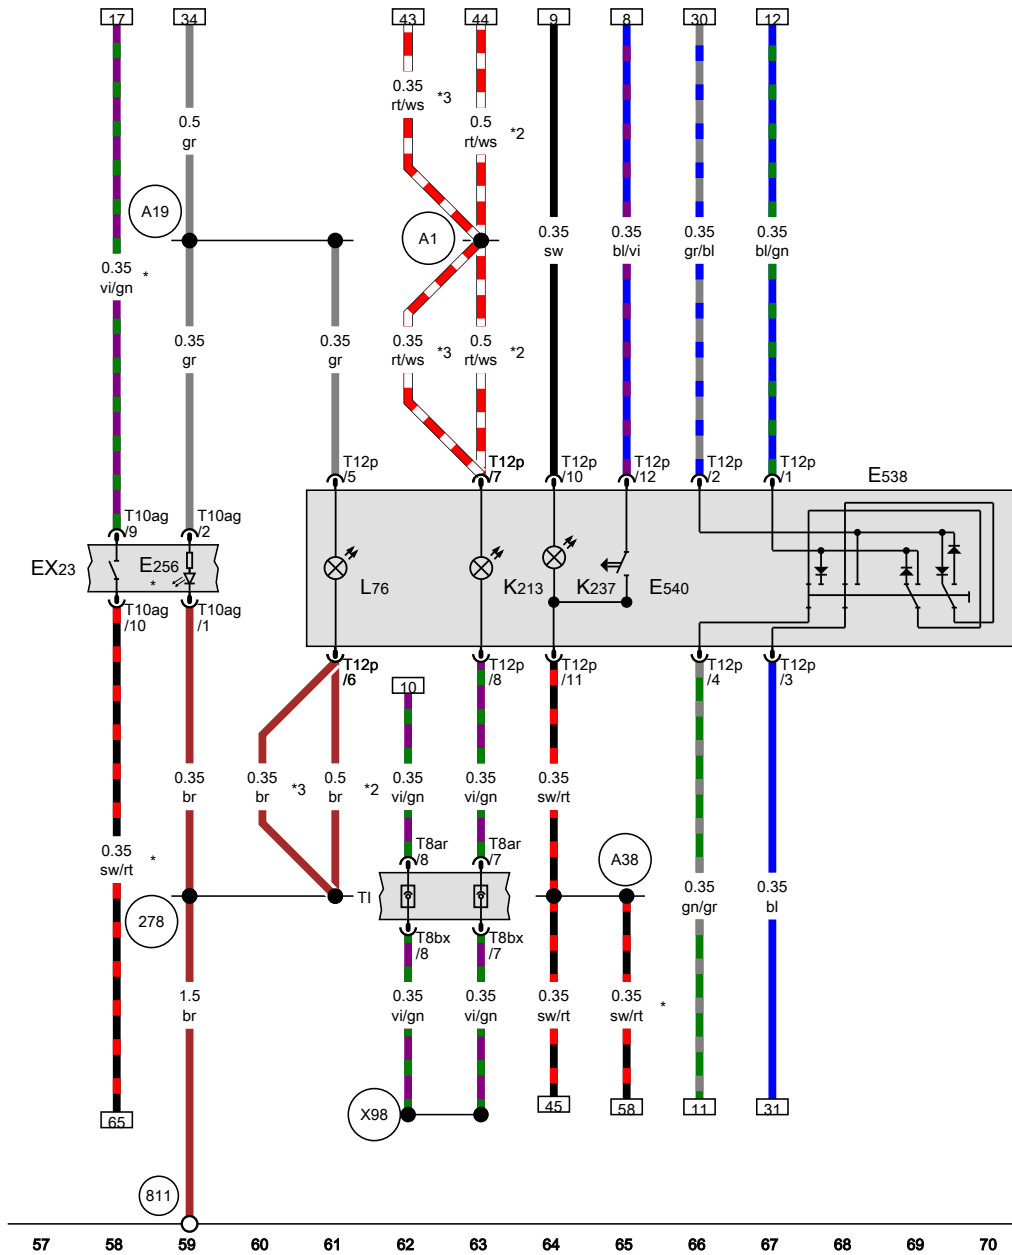 17 34 43 44 9 8 30 12
0.35
rt/ws *3
0.5
gr
0.5
rt/ws *2
A19
A1
0.35
vi/gn *
0.35
sw
0.35
bl/vi
0.35
gr/bl
0.35
bl/gn
0.35
gr
0.35
gr
0.35
rt/ws *3
0.5
rt/ws *2
T12p
/5
T12p
/7
T12p
/10
T12p
/12
T12p
/2
T12p
/1
E538
T10ag
/9
T10ag
/2
EX23
E256
*
L76
K213
K237
E540
T10ag
/10
T10ag
/1
T12p
/6
T12p
/8
T12p
/11
T12p
/4
T12p
/3
10
0.35
br
0.35
br *3
0.5
br *2
0.35
vi/gn
0.35
vi/gn
0.35
sw/rt
0.35
sw/rt *
T8ar
/8
T8ar
/7
A38
TI
278
0.35
gn/gr
0.35
bl
T8bx
/8
T8bx
/7
1.5
br
0.35
vi/gn
0.35
vi/gn
0.35
sw/rt
0.35
sw/rt *
65
X98
45 58 11 31
811
57 58 59 60 61 62 63 64 65 66 67 68 69 70